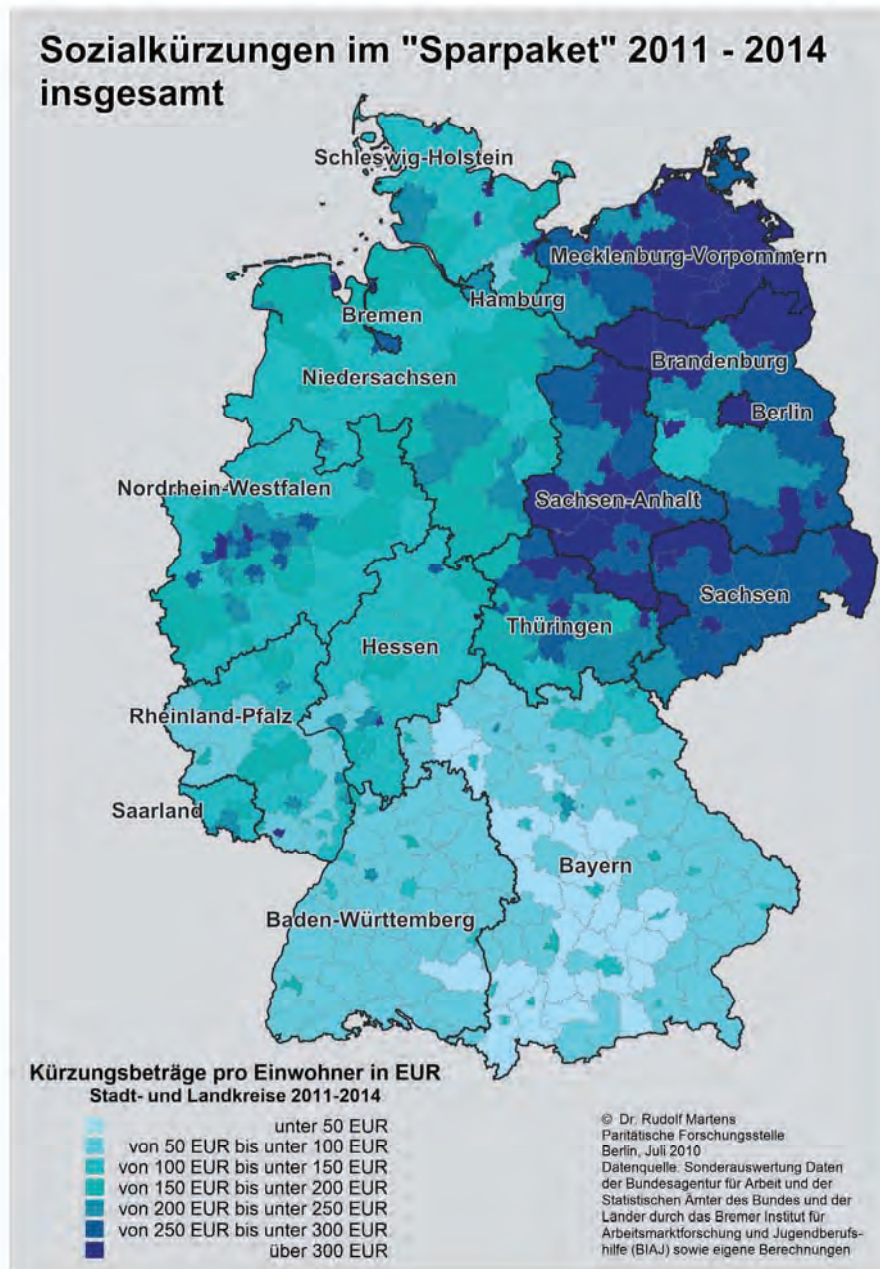 Sozialkürzungen im "Sparpaket" 2011 - 2014
insgesamt
Schleswig-Holstein
Mecklenburg-Vorpommern
Hamburg
Bremen
Brandenburg
Niedersachsen
Berlin
Nordrhein-Westfalen
Sachsen-Anhalt
Sachsen
Thüringen
Hessen
Rheinland-Pfalz
Saarland
Bayern
Baden-Württemberg
Kürzungsbeträge pro Einwohner in EUR
Stadt- und Landkreise 2011-2014
unter 50 EUR
von 50 EUR bis unter 100 EUR
von 100 EUR bis unter 150 EUR
von 150 EUR bis unter 200 EUR
von 200 EUR bis unter 250 EUR
von 250 EUR bis unter 300 EUR
über 300 EUR
© Dr. Rudolf Martens
Paritätische Forschungsstelle
Berlin, Juli 2010
Datenquelle: Sonderauswertung Daten
der Bundesagentur für Arbeit und der
Statistischen Ämter des Bundes und der
Länder durch das Bremer Institut für
Arbeitsmarktforschung und Jugendberufs-
hilfe (BIAJ) sowie eigene Berechnungen